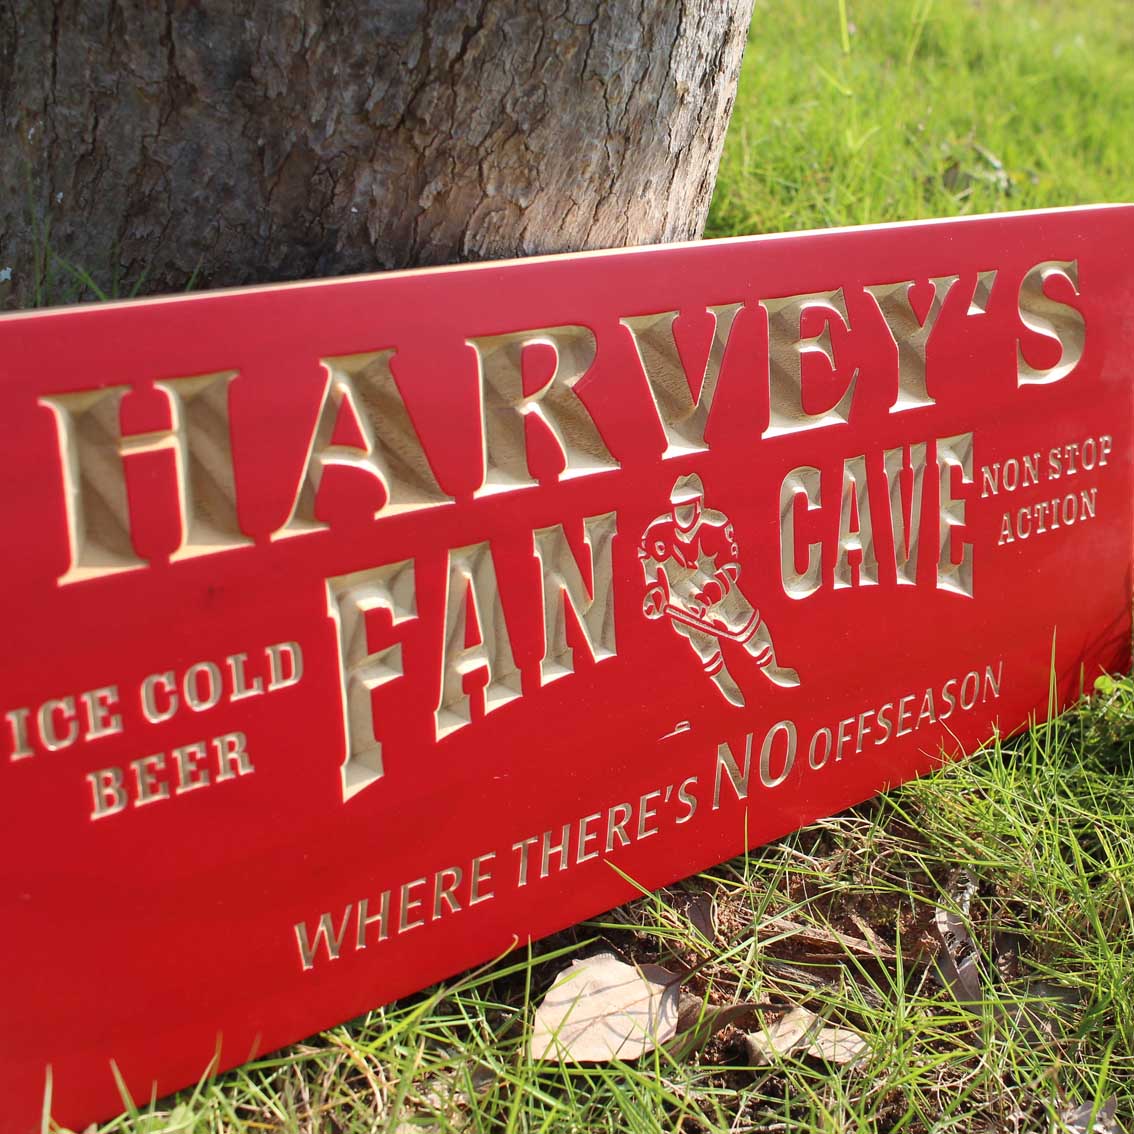 HARVEY'S
FAN CAVE
ICE COLD
BEER
NON STOP
ACTION
WHERE THERE'S NO OFFSEASON